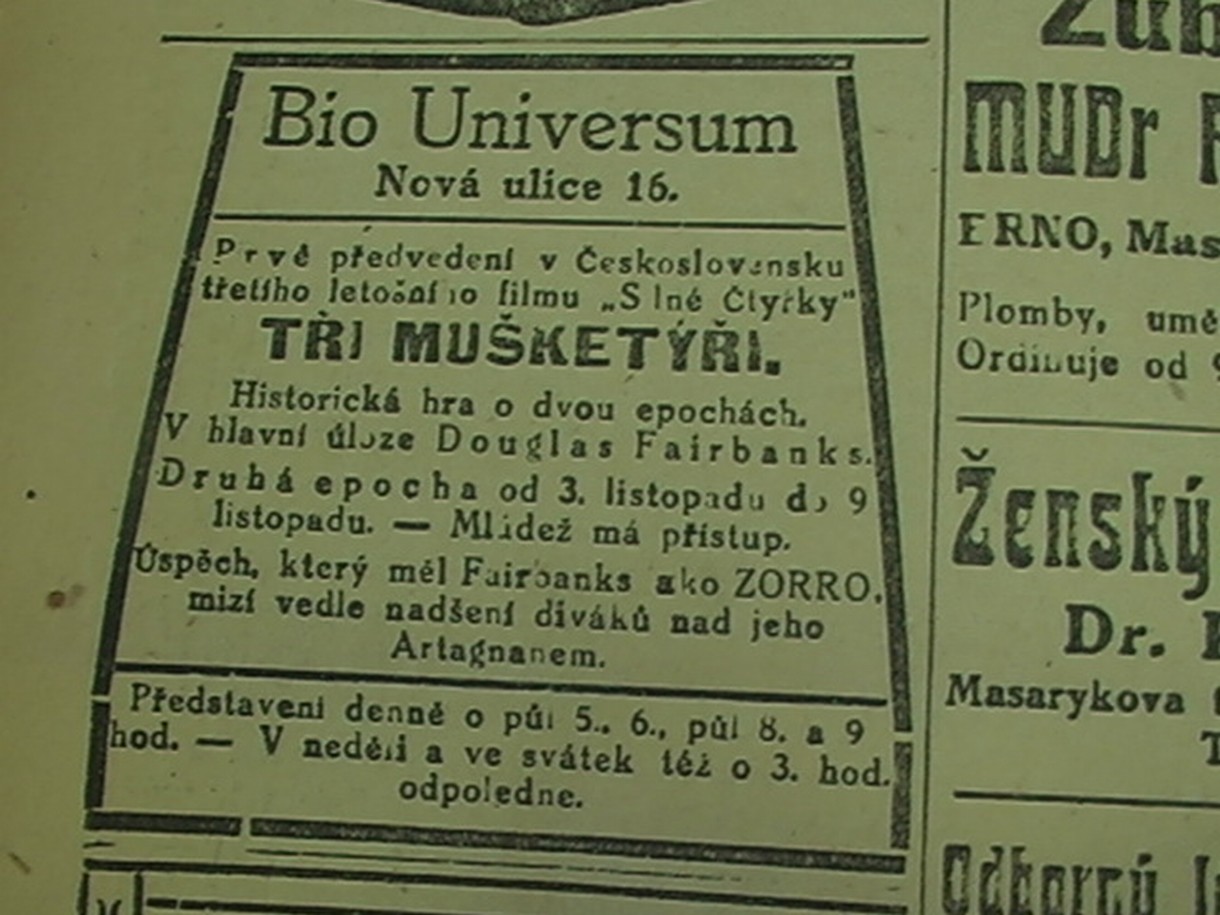 Bio Universum
Nová ulice 16.
Prvé předvedení v Československu
třetího letošního filmu „Silné Čtyřky"
TŘI MUŠKETÝŘI.
Historická hra o dvou epochách.
V hlavní úloze Douglas Fairbanks.
Druhá epocha od 3. listopadu do 9
listopadu. — Mládež má přístup.
Úspěch, který měl Fairbanks ako ZORRO,
mizí vedle nadšení diváků nad jeho
Artagnanem.
Představení denně o půl 5., 6., půl 8. a 9
hod. — V neděli a ve svátek též o 3. hod.
odpoledne.
MUDr
BRNO,
Plomby,
Ordinuje od 9
Ženský
Dr.
Masarykova
Odborný